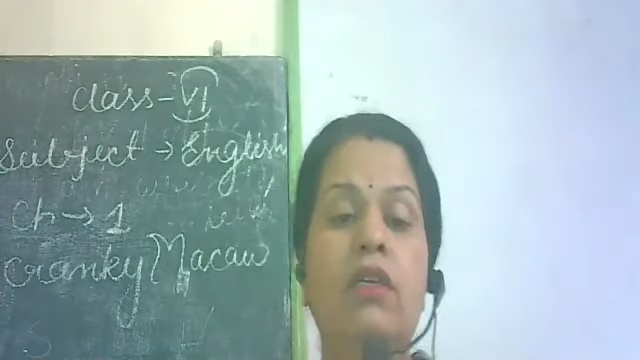 Class - VI
Subject → English
Ch → 1
Cranky Macaw